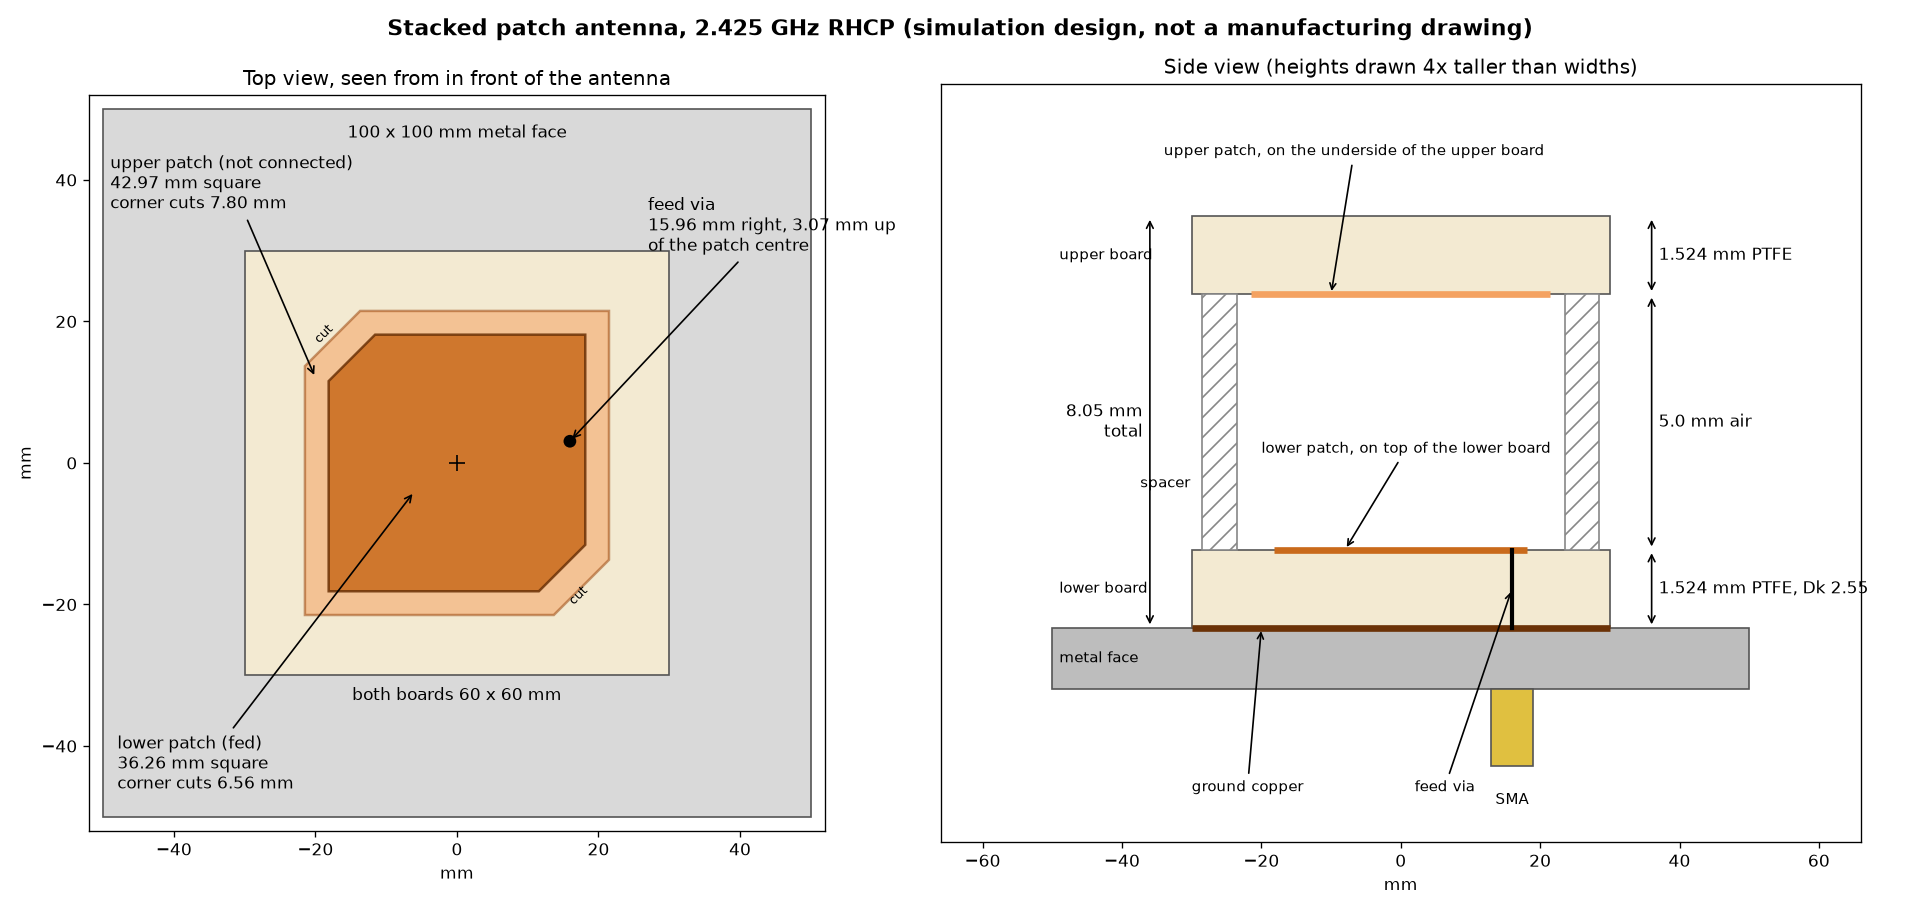 Stacked patch antenna, 2.425 GHz RHCP (simulation design, not a manufacturing drawing)
Top view, seen from in front of the antenna
100 x 100 mm metal face
upper patch (not connected)
42.97 mm square
corner cuts 7.80 mm
feed via
15.96 mm right, 3.07 mm up
of the patch centre
cut
cut
both boards 60 x 60 mm
lower patch (fed)
36.26 mm square
corner cuts 6.56 mm
40
20
0
−20
−40
mm
−40
−20
0
20
40
mm
Side view (heights drawn 4x taller than widths)
upper patch, on the underside of the upper board
upper board
1.524 mm PTFE
8.05 mm
total
5.0 mm air
lower patch, on top of the lower board
spacer
lower board
1.524 mm PTFE, Dk 2.55
metal face
ground copper
feed via
SMA
−60
−40
−20
0
20
40
60
mm